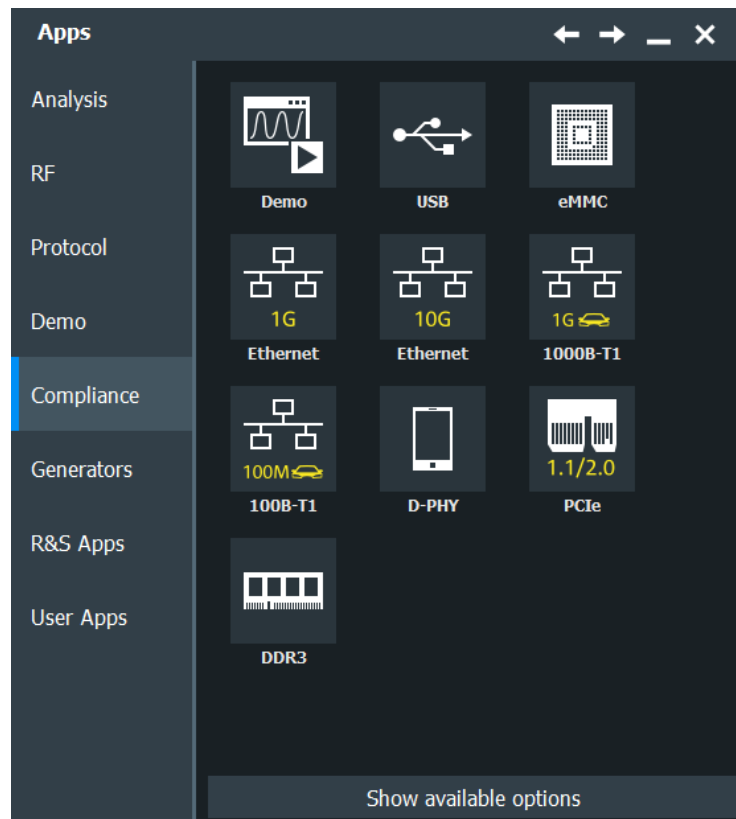 Apps
Analysis
RF
Protocol
Demo
Compliance
Generators
R&S Apps
User Apps
Demo
USB
eMMC
1G
Ethernet
10G
Ethernet
1G
1000B-T1
100M
100B-T1
D-PHY
1.1/2.0
PCIe
DDR3
Show available options